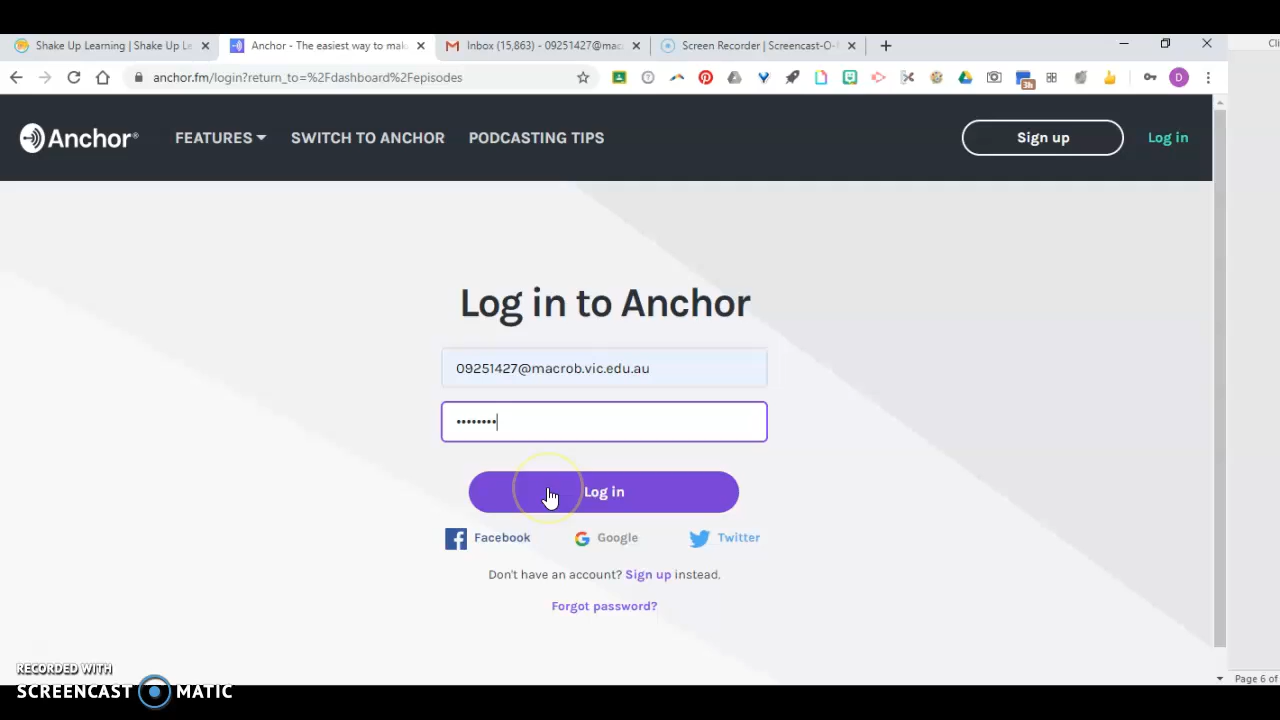 Shake Up Learning | Shake Up Le
Anchor - The easiest way to mak
Inbox (15,863) - 09251427@mac
Screen Recorder | Screencast-O-
Cli
anchor.fm/login?return_to=%2Fdashboard%2Fepisodes
3h
D
Anchor
FEATURES
SWITCH TO ANCHOR
PODCASTING TIPS
Sign up
Log in
Log in to Anchor
09251427@macrob.vic.edu.au
••••••••
Log in
Facebook
Google
Twitter
Don't have an account? Sign up instead.
Forgot password?
RECORDED WITH
SCREENCAST MATIC
Page 6 of